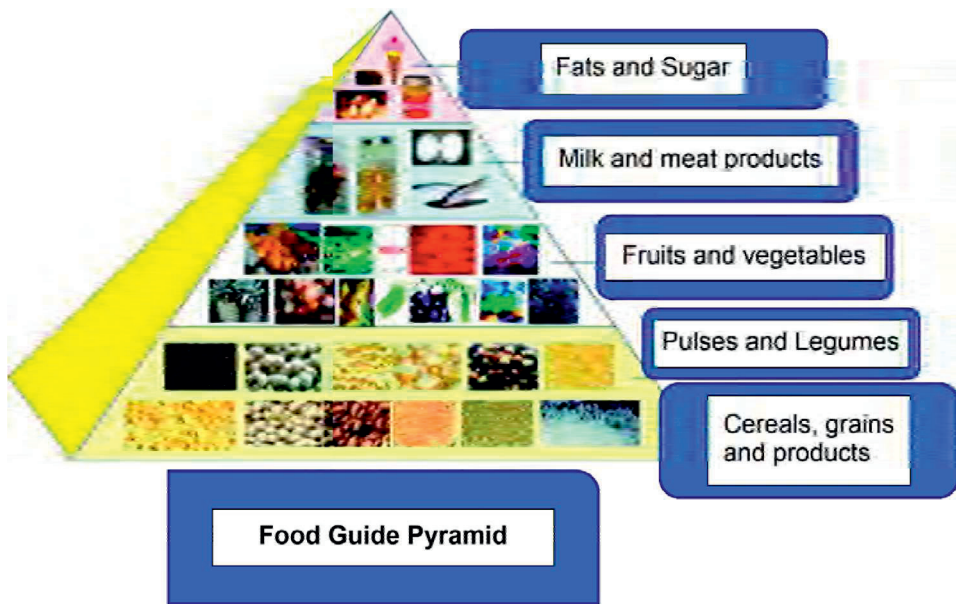 Fats and Sugar
Milk and meat products
Fruits and vegetables
Pulses and Legumes
Cereals, grains
and products
Food Guide Pyramid